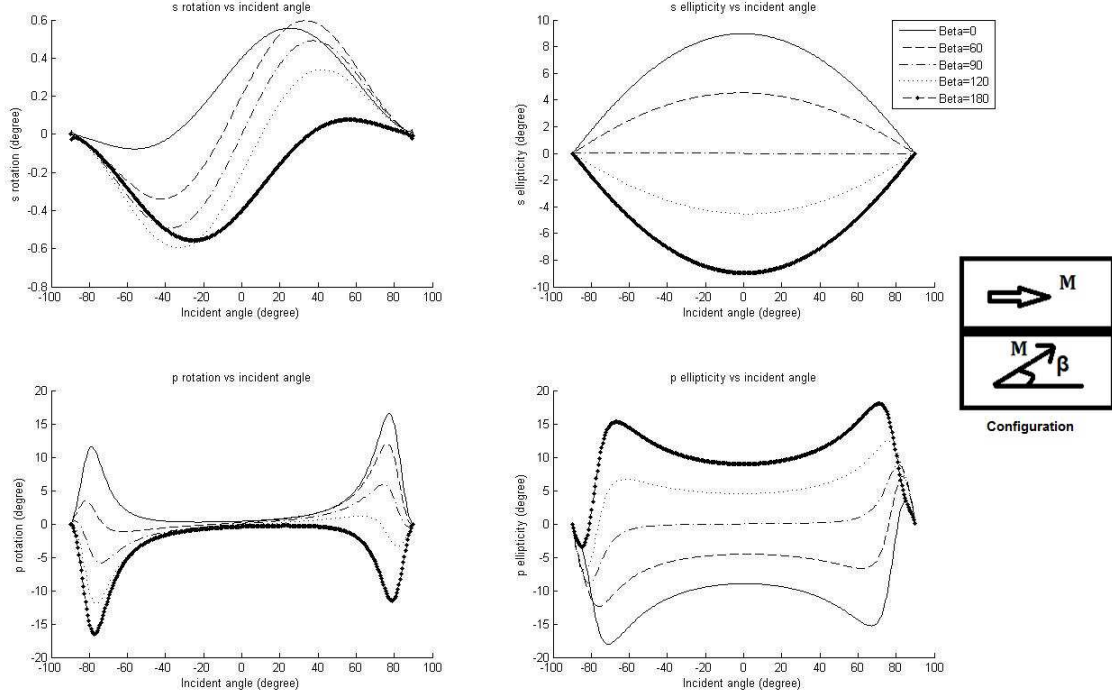 s rotation vs incident angle
s rotation (degree)
0.6
0.4
0.2
0
-0.2
-0.4
-0.6
-0.8
-100 -80 -60 -40 -20 0 20 40 60 80 100
Incident angle (degree)
s ellipticity vs incident angle
s ellipticity (degree)
10
8
6
4
2
0
-2
-4
-6
-8
-10
-100 -80 -60 -40 -20 0 20 40 60 80 100
Incident angle (degree)
Beta=0
Beta=60
Beta=90
Beta=120
Beta=180
M
M
β
Configuration
p rotation vs incident angle
p rotation (degree)
20
15
10
5
0
-5
-10
-15
-20
-100 -80 -60 -40 -20 0 20 40 60 80 100
Incident angle (degree)
p ellipticity vs incident angle
p ellipticity (degree)
20
15
10
5
0
-5
-10
-15
-20
-100 -80 -60 -40 -20 0 20 40 60 80 100
Incident angle (degree)